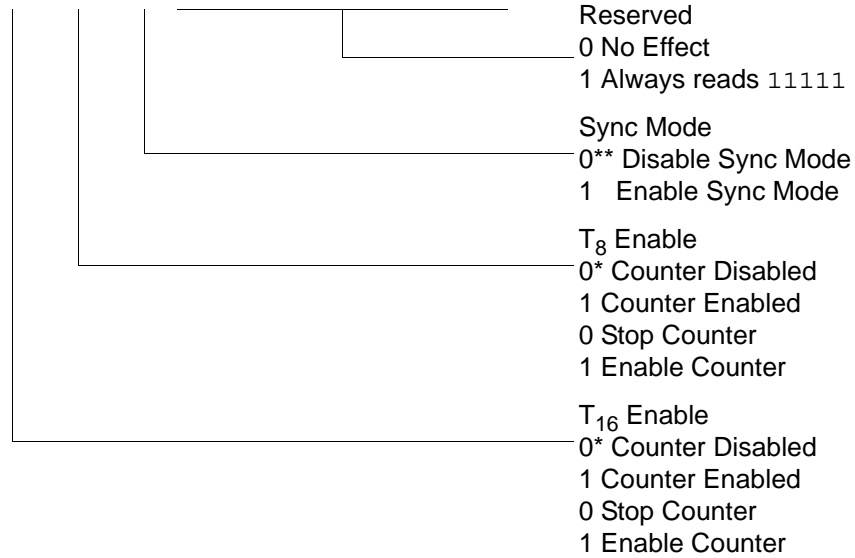 Reserved
0 No Effect
1 Always reads 11111
Sync Mode
0** Disable Sync Mode
1 Enable Sync Mode
T8 Enable
0* Counter Disabled
1 Counter Enabled
0 Stop Counter
1 Enable Counter
T16 Enable
0* Counter Disabled
1 Counter Enabled
0 Stop Counter
1 Enable Counter